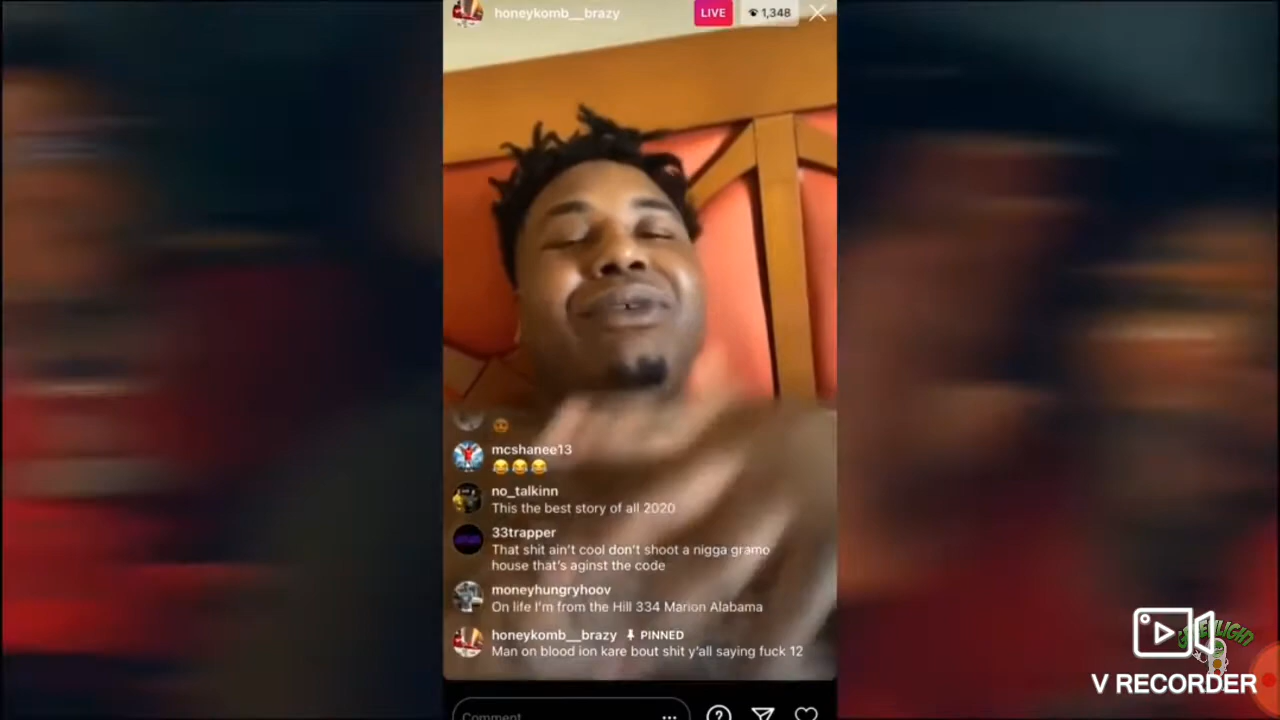 honeykomb__brazy LIVE 1,348
mcshanee13
no_talkinn
This the best story of all 2020
33trapper
That shit ain't cool don't shoot a nigga gramo
house that's aginst the code
moneyhungryhoov
On life I'm from the Hill 334 Marion Alabama
honeykomb__brazy PINNED
Man on blood ion kare bout shit y'all saying fuck 12
Comment
V RECORDER